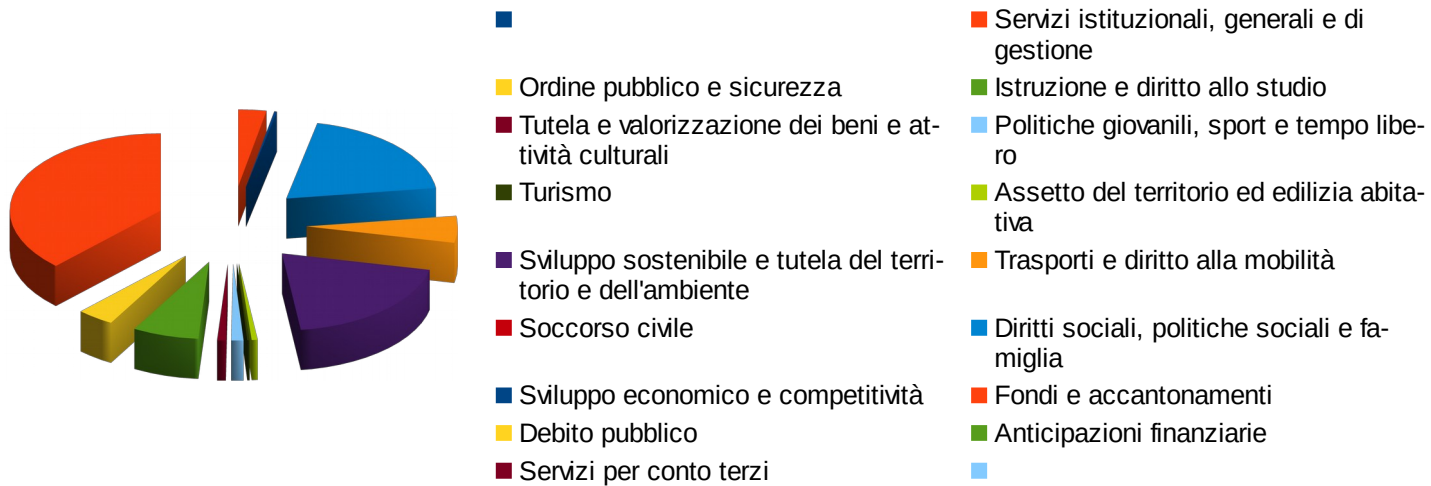 Servizi istituzionali, generali e di
gestione
Ordine pubblico e sicurezza
Istruzione e diritto allo studio
Tutela e valorizzazione dei beni e at-
tività culturali
Politiche giovanili, sport e tempo libe-
ro
Turismo
Assetto del territorio ed edilizia abita-
tiva
Sviluppo sostenibile e tutela del terri-
torio e dell'ambiente
Trasporti e diritto alla mobilità
Soccorso civile
Diritti sociali, politiche sociali e fa-
miglia
Sviluppo economico e competitività
Fondi e accantonamenti
Debito pubblico
Anticipazioni finanziarie
Servizi per conto terzi